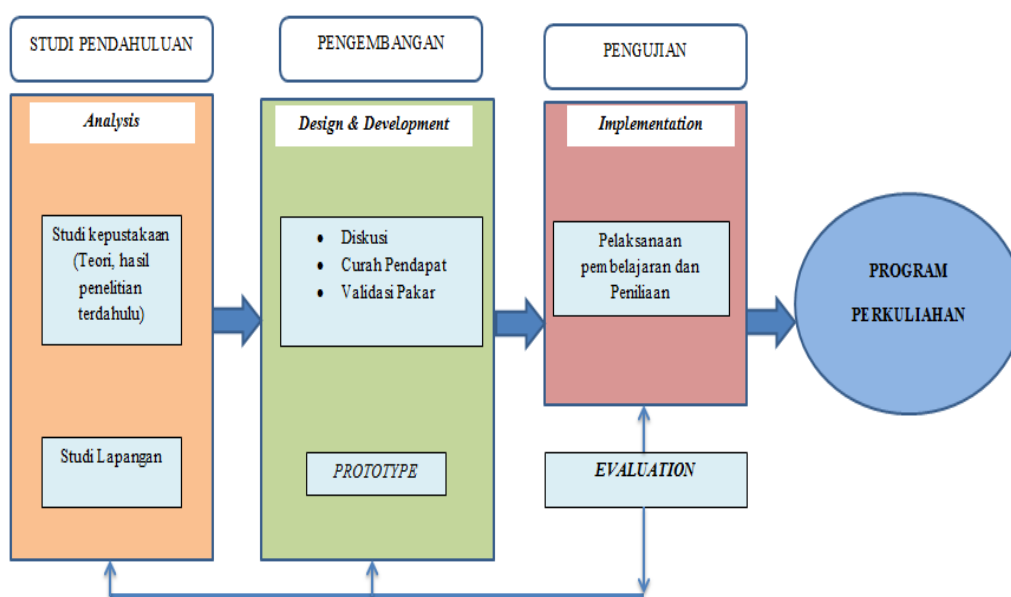 STUDI PENDAHULUAN
Analysis
Studi kepustakaan
(Teori, hasil
penelitian
terdahulu)
Studi Lapangan
PENGEMBANGAN
Design & Development
• Diskusi
• Curah Pendapat
• Validasi Pakar
PROTOTYPE
PENGUJIAN
Implementation
Pelaksanaan
pembelajaran dan
Peniliaan
EVALUATION
PROGRAM
PERKULIAHAN